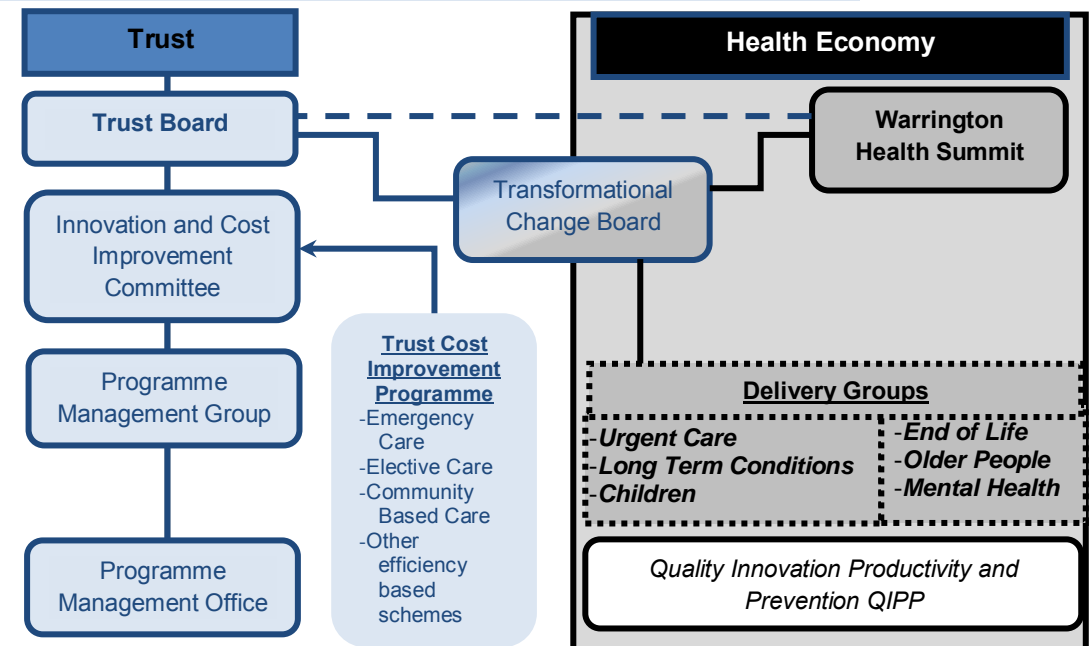 Trust
Trust Board
Innovation and Cost
Improvement
Committee
Programme
Management Group
Programme
Management Office
Trust Cost
Improvement
Programme
-Emergency
Care
-Elective Care
-Community
Based Care
-Other
efficiency
based
schemes
Transformational
Change Board
Health Economy
Warrington
Health Summit
Delivery Groups
-Urgent Care
-Long Term Conditions
-Children
-End of Life
-Older People
-Mental Health
Quality Innovation Productivity and
Prevention QIPP